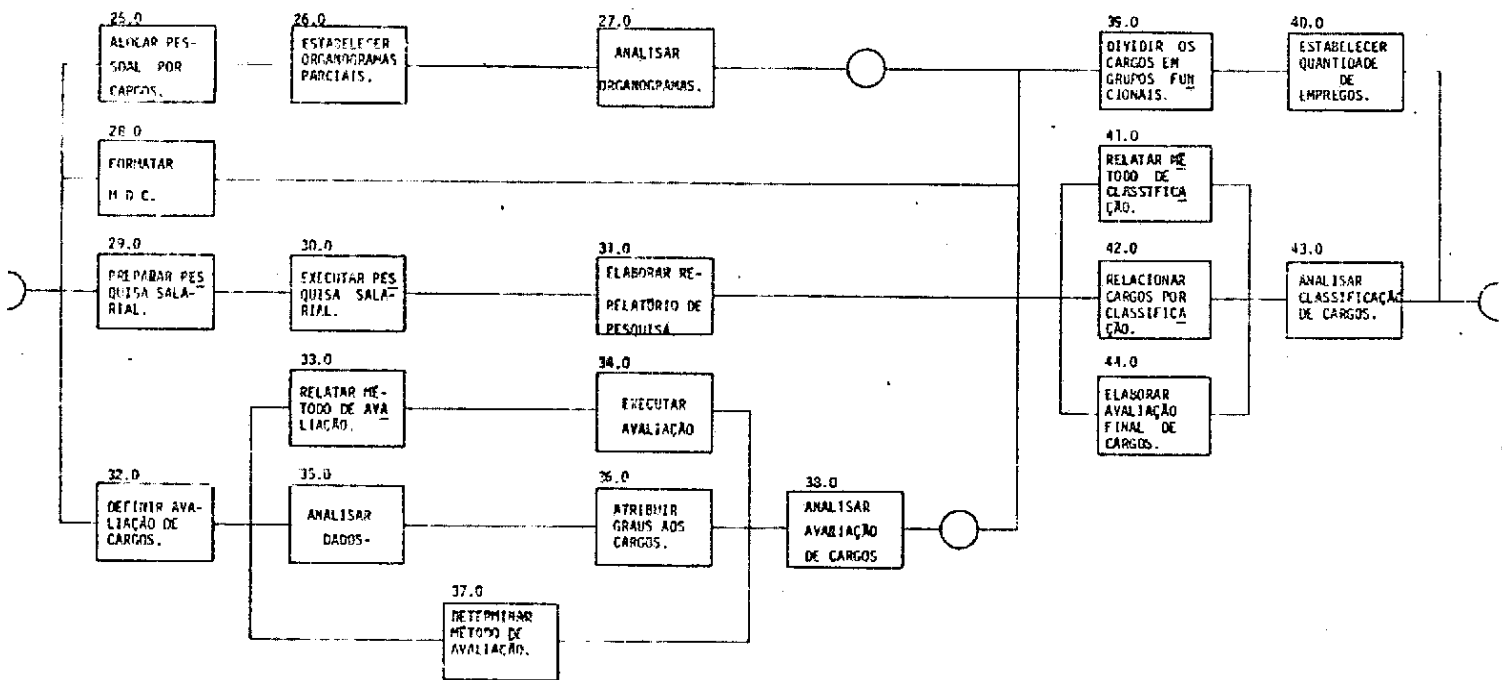 25.0
ALOCAR PES-
SOAL POR
CARGOS.
26.0
ESTABELECER
ORGANOGRAMAS
PARCIAIS.
27.0
ANALISAR
ORGANOGRAMAS.
39.0
DIVIDIR OS
CARGOS EM
GRUPOS FUN
CIONAIS.
40.0
ESTABELECER
QUANTIDADE
DE
EMPREGOS.
28.0
FORMATAR
M D C.
41.0
RELATAR MÉ
TODO DE
CLASSIFICA
ÇÃO.
29.0
PREPARAR PES
QUISA SALA-
RIAL.
30.0
EXECUTAR PES
QUISA SALA-
RIAL.
31.0
ELABORAR RE-
RELATÓRIO DE
PESQUISA
42.0
RELACIONAR
CARGOS POR
CLASSIFICA
ÇÃO.
43.0
ANALISAR
CLASSIFICAÇÃO
DE CARGOS.
33.0
RELATAR MÉ-
TODO DE AVA
LIAÇÃO.
34.0
EXECUTAR
AVALIAÇÃO
44.0
ELABORAR
AVALIAÇÃO
FINAL DE
CARGOS.
32.0
DEFINIR AVA-
LIAÇÃO DE
CARGOS.
35.0
ANALISAR
DADOS-
36.0
ATRIBUIR
GRAUS AOS
CARGOS.
38.0
ANALISAR
AVALIAÇÃO
DE CARGOS
37.0
DETERMINAR
MÉTODO DE
AVALIAÇÃO.